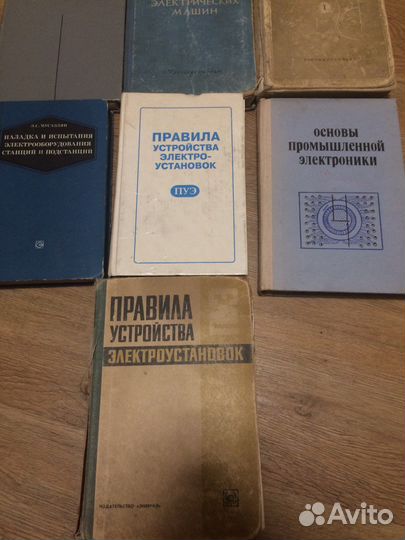 ЭЛЕКТРИЧЕСКИХ
МАШИН
1
Э.С. МУСАЭЛЯН
НАЛАДКА И ИСПЫТАНИЯ
ЭЛЕКТРООБОРУДОВАНИЯ
СТАНЦИЙ И ПОДСТАНЦИЙ
ПРАВИЛА
УСТРОЙСТВА
ЭЛЕКТРО-
УСТАНОВОК
ПУЭ
ОСНОВЫ
ПРОМЫШЛЕННОЙ
ЭЛЕКТРОНИКИ
ПРАВИЛА
УСТРОЙСТВА
ЭЛЕКТРОУСТАНОВОК
ИЗДАТЕЛЬСТВО «ЭНЕРГИЯ»
Avito